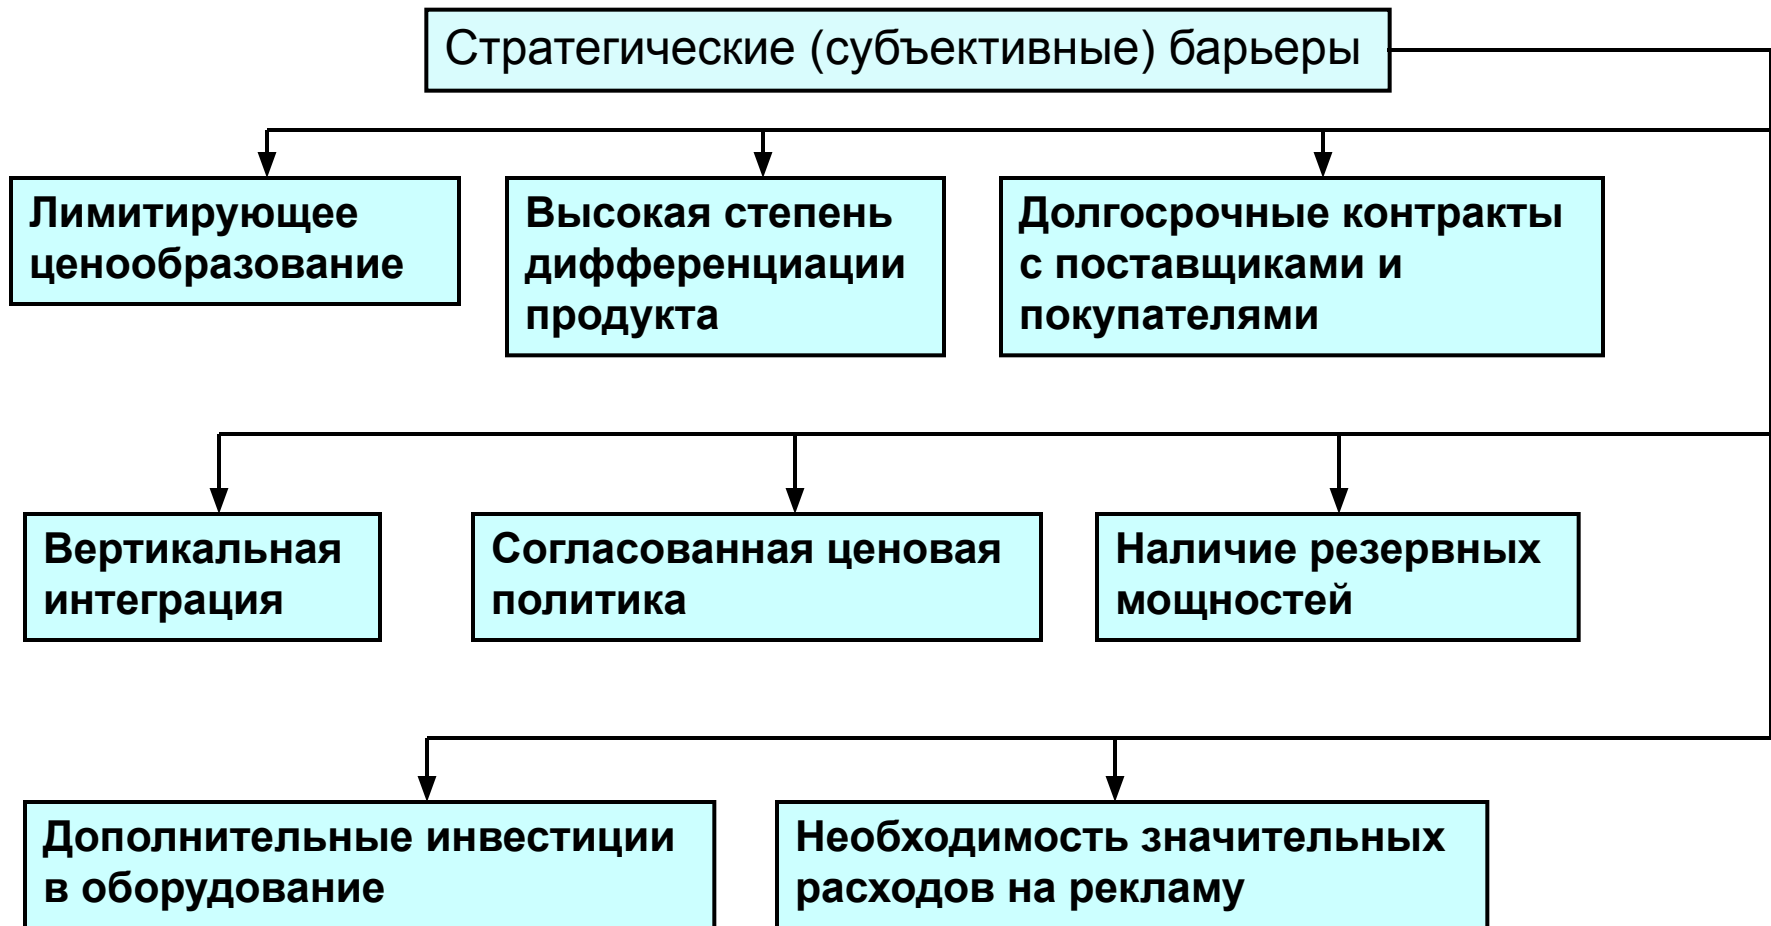 Стратегические (субъективные) барьеры
Лимитирующее
ценообразование
Высокая степень
дифференциации
продукта
Долгосрочные контракты
с поставщиками и
покупателями
Вертикальная
интеграция
Согласованная ценовая
политика
Наличие резервных
мощностей
Дополнительные инвестиции
в оборудование
Необходимость значительных
расходов на рекламу